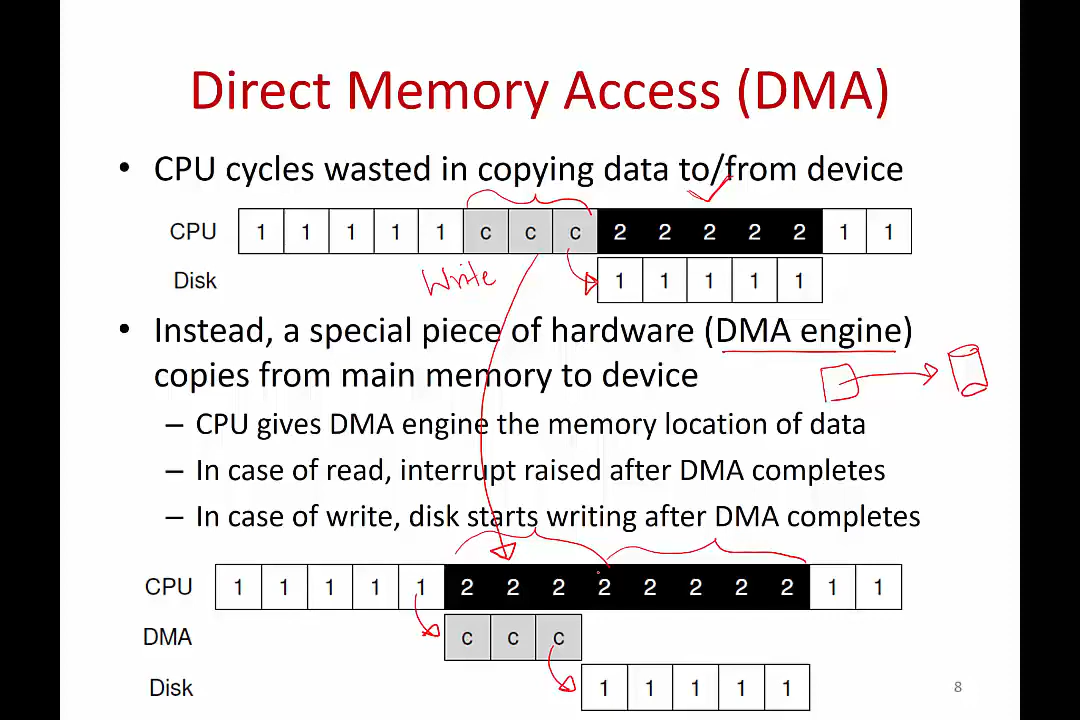 Direct Memory Access (DMA)
• CPU cycles wasted in copying data to/from device
CPU 1 1 1 1 1 c c c 2 2 2 2 2 1 1
Write
Disk 1 1 1 1 1
• Instead, a special piece of hardware (DMA engine)
copies from main memory to device
– CPU gives DMA engine the memory location of data
– In case of read, interrupt raised after DMA completes
– In case of write, disk starts writing after DMA completes
CPU 1 1 1 1 1 2 2 2 2 2 2 2 2 1 1
DMA c c c
Disk 1 1 1 1 1
8